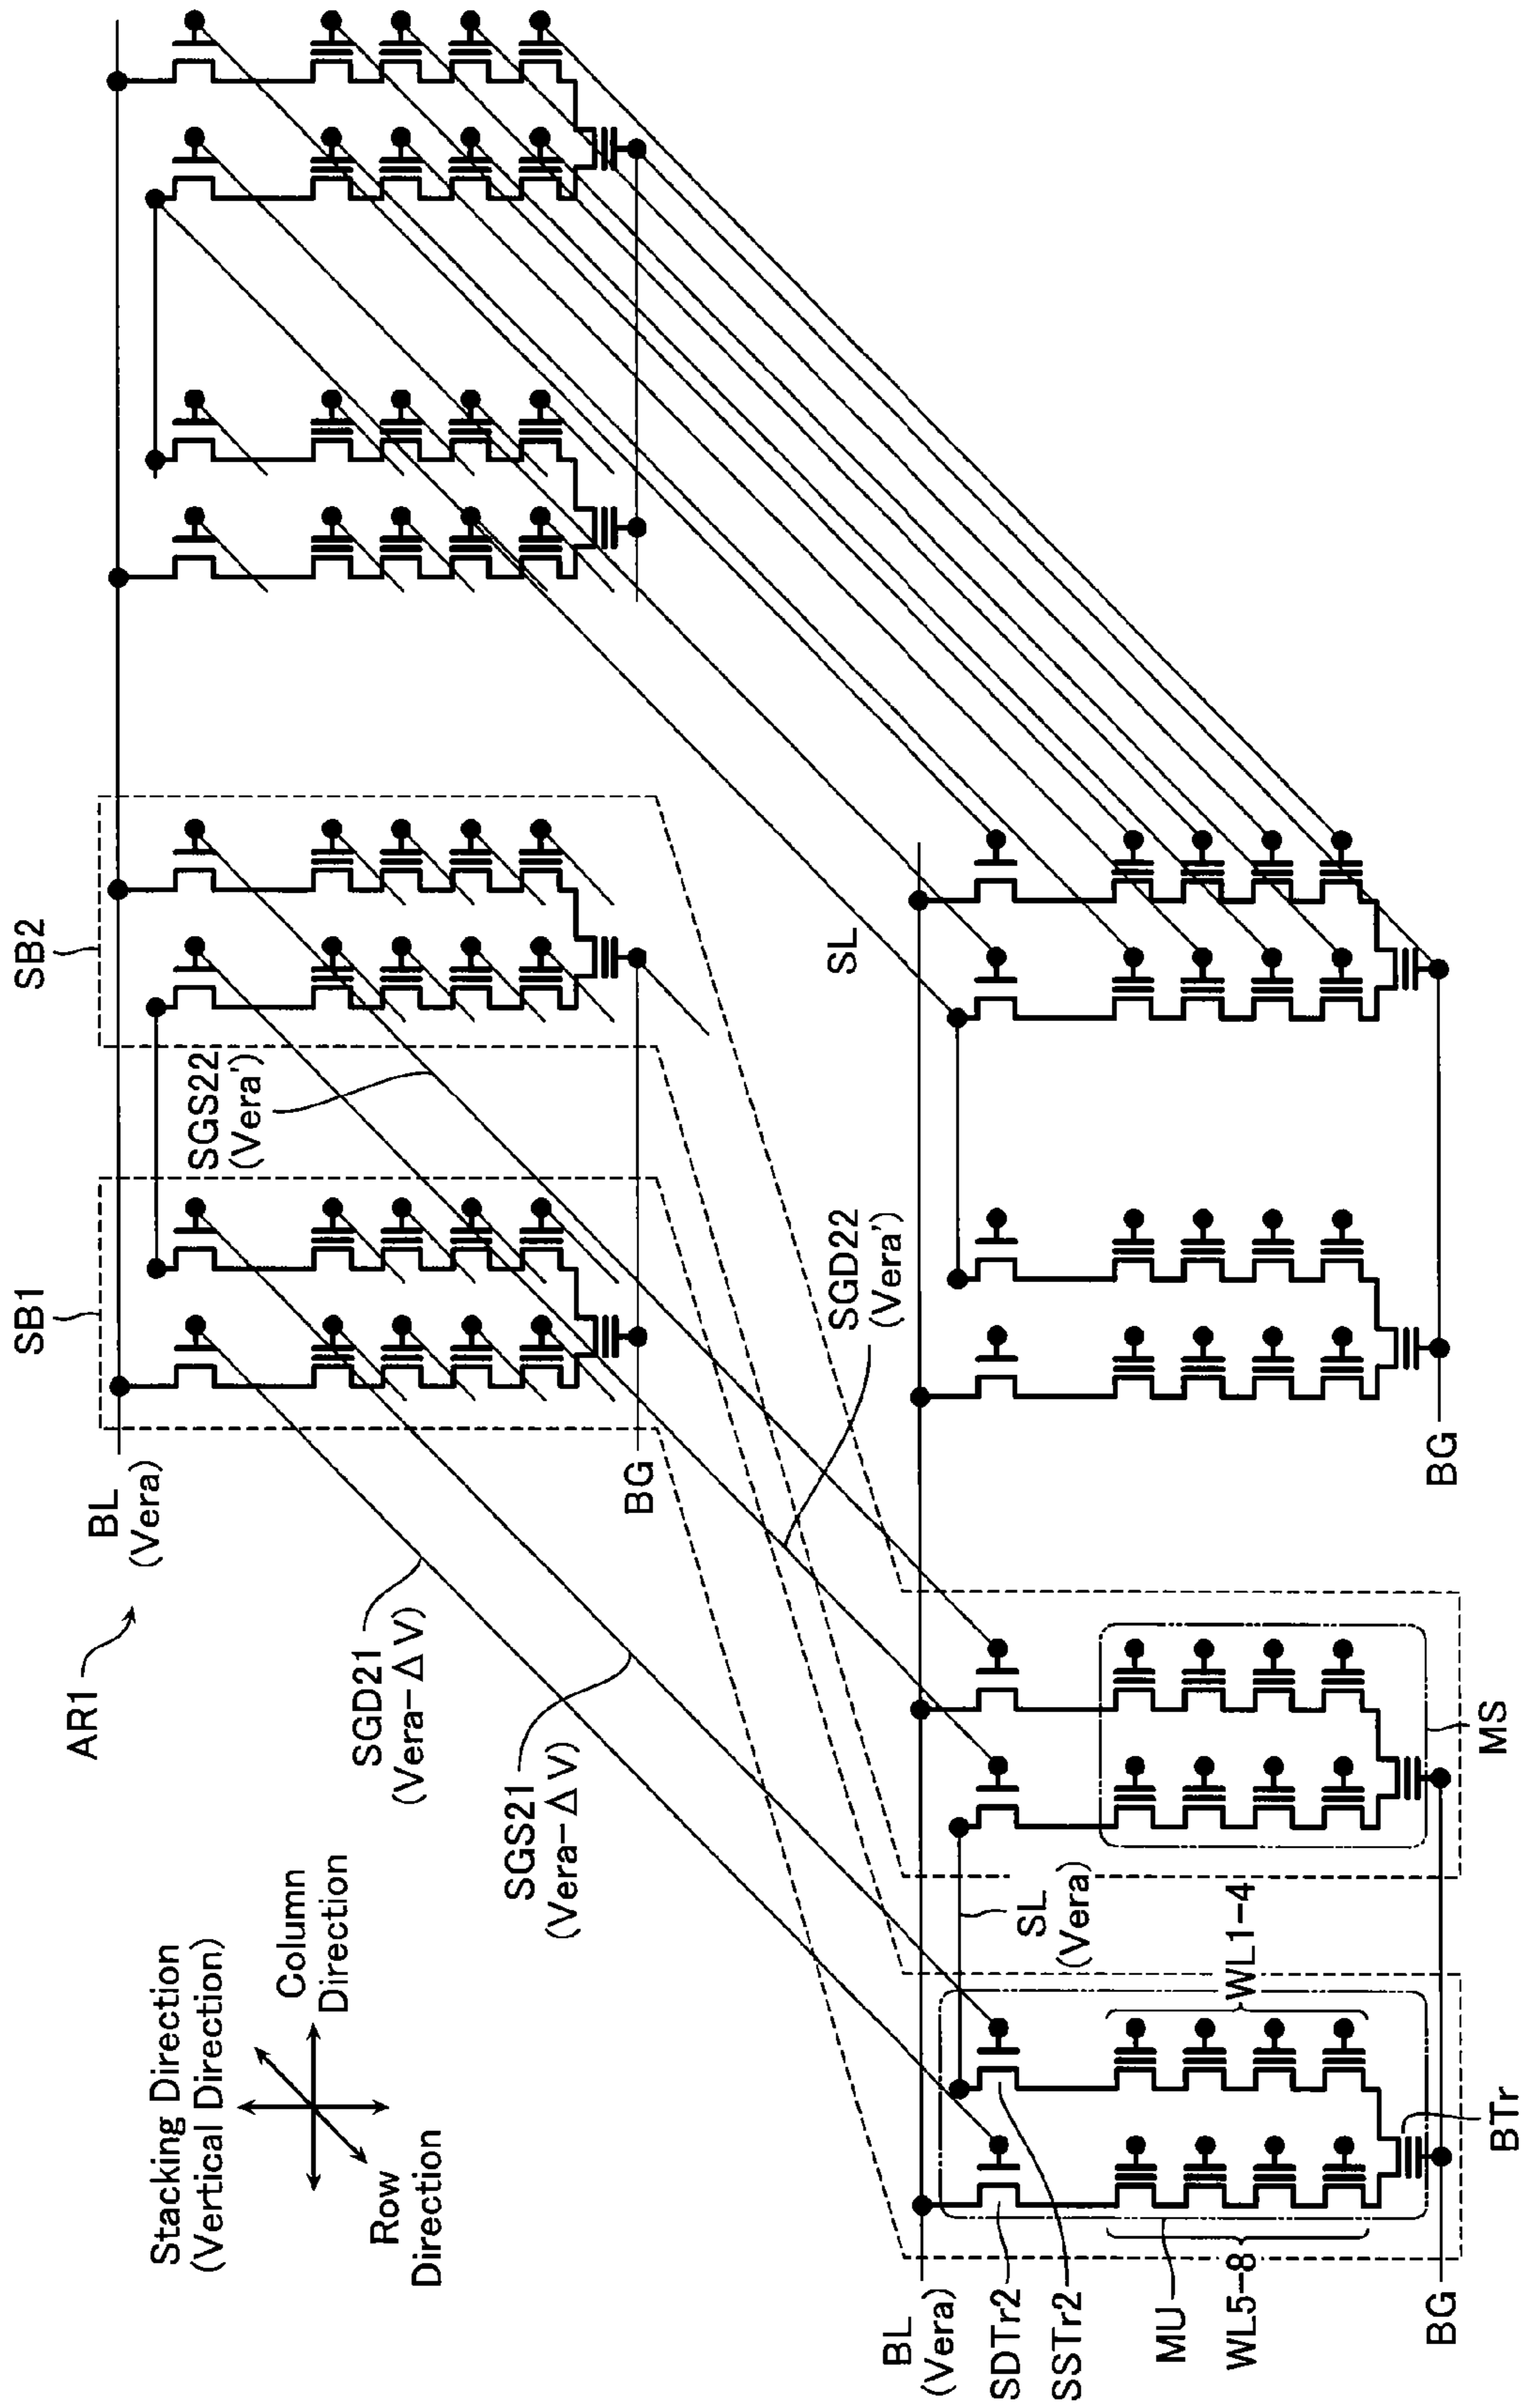 Stacking Direction
(Vertical Direction)
Column
Direction
Row
Direction
AR1
BL
(Vera)
SB1
SB2
SGD21
(Vera-ΔV)
SGS21
(Vera-ΔV)
SGS22
(Vera')
SGD22
(Vera')
BG
SL
BL
(Vera)
SDTr2
SSTr2
MU
WL5-8
BG
SL
(Vera)
WL1-4
BTr
MS
BG